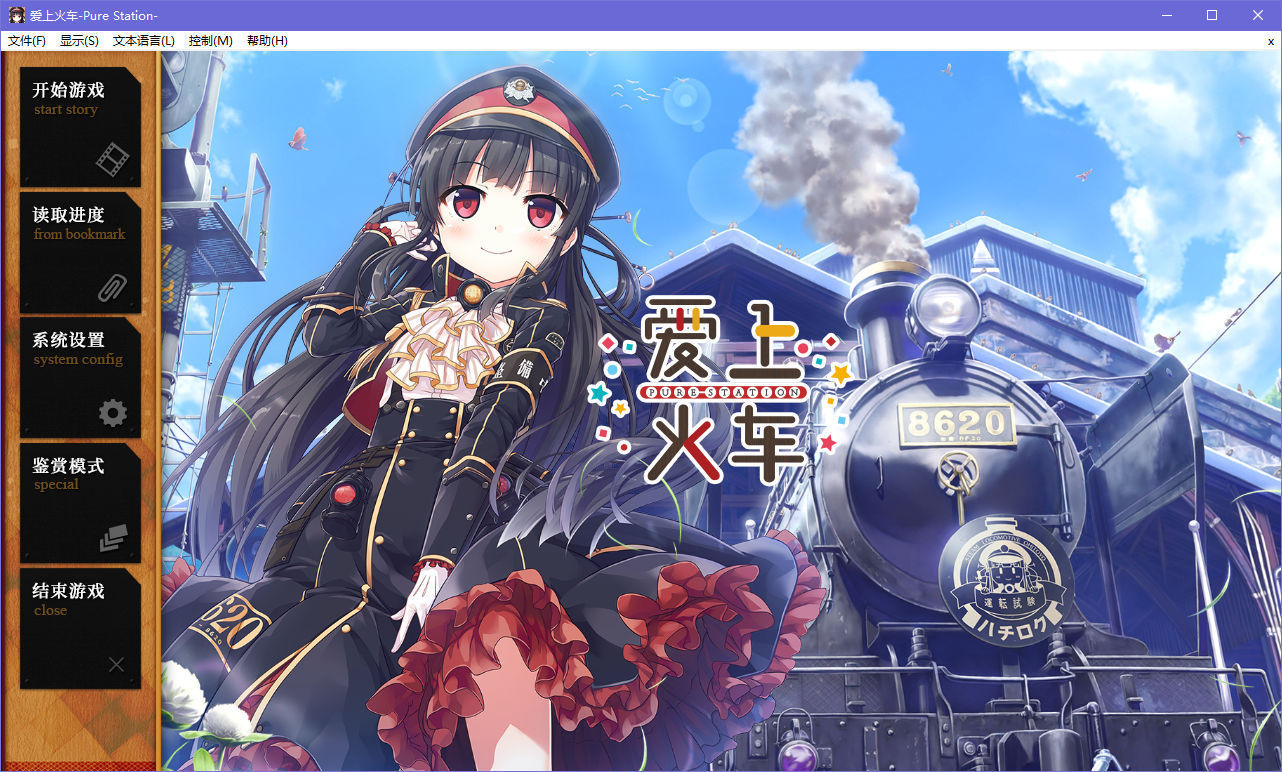 爱上火车-Pure Station-
文件(F) 显示(S) 文本语言(L) 控制(M) 帮助(H)
x
开始游戏
start story
读取进度
from bookmark
系统设置
system config
鉴赏模式
special
结束游戏
close
爱上
PURE STATION
火车
8620
運転試験
ハチロク
備
8620